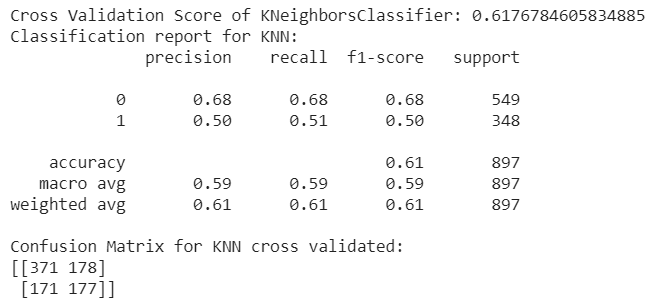 Cross Validation Score of KNeighborsClassifier: 0.6176784605834885
Classification report for KNN:
precision recall f1-score support
0 0.68 0.68 0.68 549
1 0.50 0.51 0.50 348
accuracy 0.61 897
macro avg 0.59 0.59 0.59 897
weighted avg 0.61 0.61 0.61 897
Confusion Matrix for KNN cross validated:
[[371 178]
[171 177]]